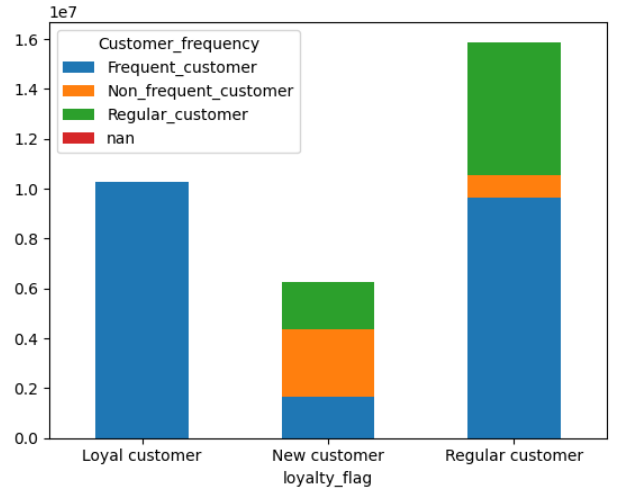 1e7
1.6
1.4
1.2
1.0
0.8
0.6
0.4
0.2
0.0
Customer_frequency
Frequent_customer
Non_frequent_customer
Regular_customer
nan
Loyal customer New customer Regular customer
loyalty_flag